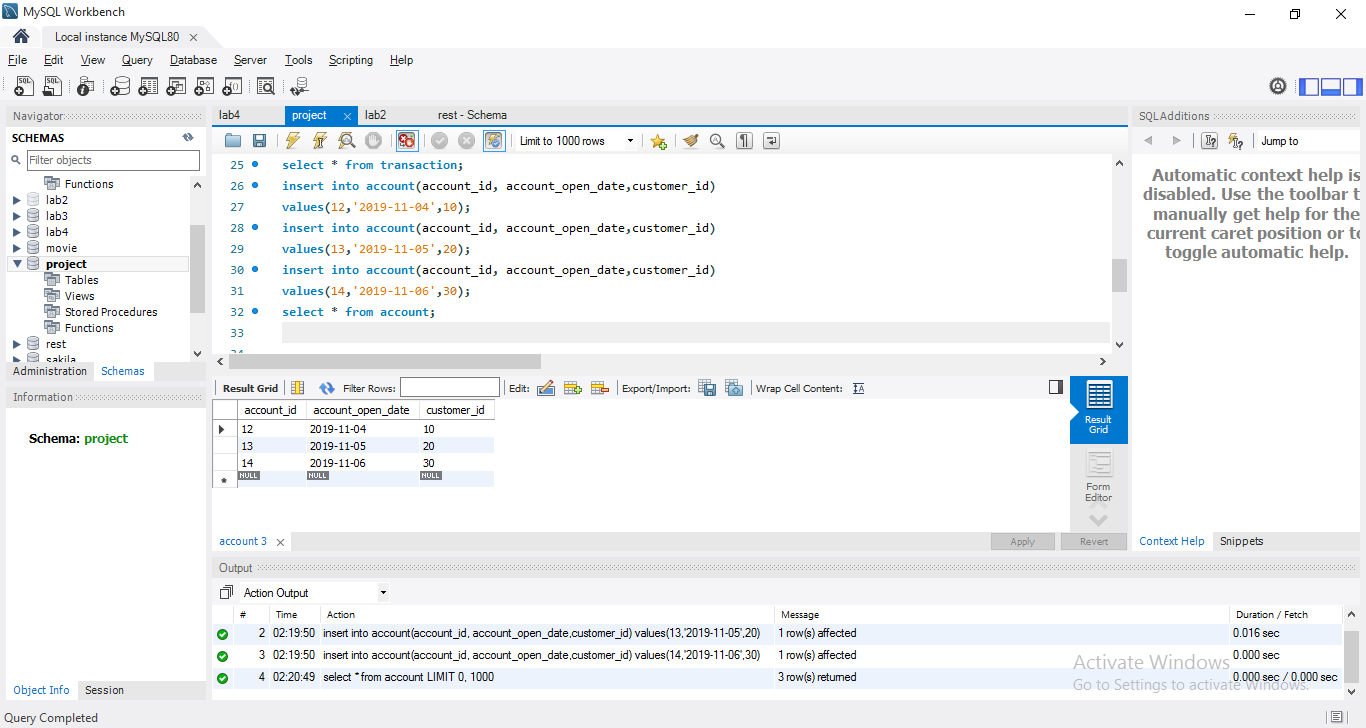 MySQL Workbench
Local instance MySQL80
File Edit View Query Database Server Tools Scripting Help
Navigator
SCHEMAS
Filter objects
Functions
lab2
lab3
lab4
movie
project
Tables
Views
Stored Procedures
Functions
rest
sakila
Administration Schemas
Information
Schema: project
Object Info Session
lab4 project lab2 rest - Schema
Limit to 1000 rows
25 select * from transaction;
26 insert into account(account_id, account_open_date,customer_id)
27 values(12,'2019-11-04',10);
28 insert into account(account_id, account_open_date,customer_id)
29 values(13,'2019-11-05',20);
30 insert into account(account_id, account_open_date,customer_id)
31 values(14,'2019-11-06',30);
32 select * from account;
33
34
Result Grid Filter Rows: Edit: Export/Import: Wrap Cell Content:
account_id account_open_date customer_id
12 2019-11-04 10
13 2019-11-05 20
14 2019-11-06 30
NULL NULL NULL
Result
Grid
Form
Editor
account 3
Apply Revert
SQLAdditions
Jump to
Automatic context help is
disabled. Use the toolbar t
manually get help for the
current caret position or to
toggle automatic help.
Context Help Snippets
Output
Action Output
# Time Action Message Duration / Fetch
2 02:19:50 insert into account(account_id, account_open_date,customer_id) values(13,'2019-11-05',20) 1 row(s) affected 0.016 sec
3 02:19:50 insert into account(account_id, account_open_date,customer_id) values(14,'2019-11-06',30) 1 row(s) affected 0.000 sec
4 02:20:49 select * from account LIMIT 0, 1000 3 row(s) returned 0.000 sec / 0.000 sec
Activate Windows
Go to Settings to activate Windows.
Query Completed